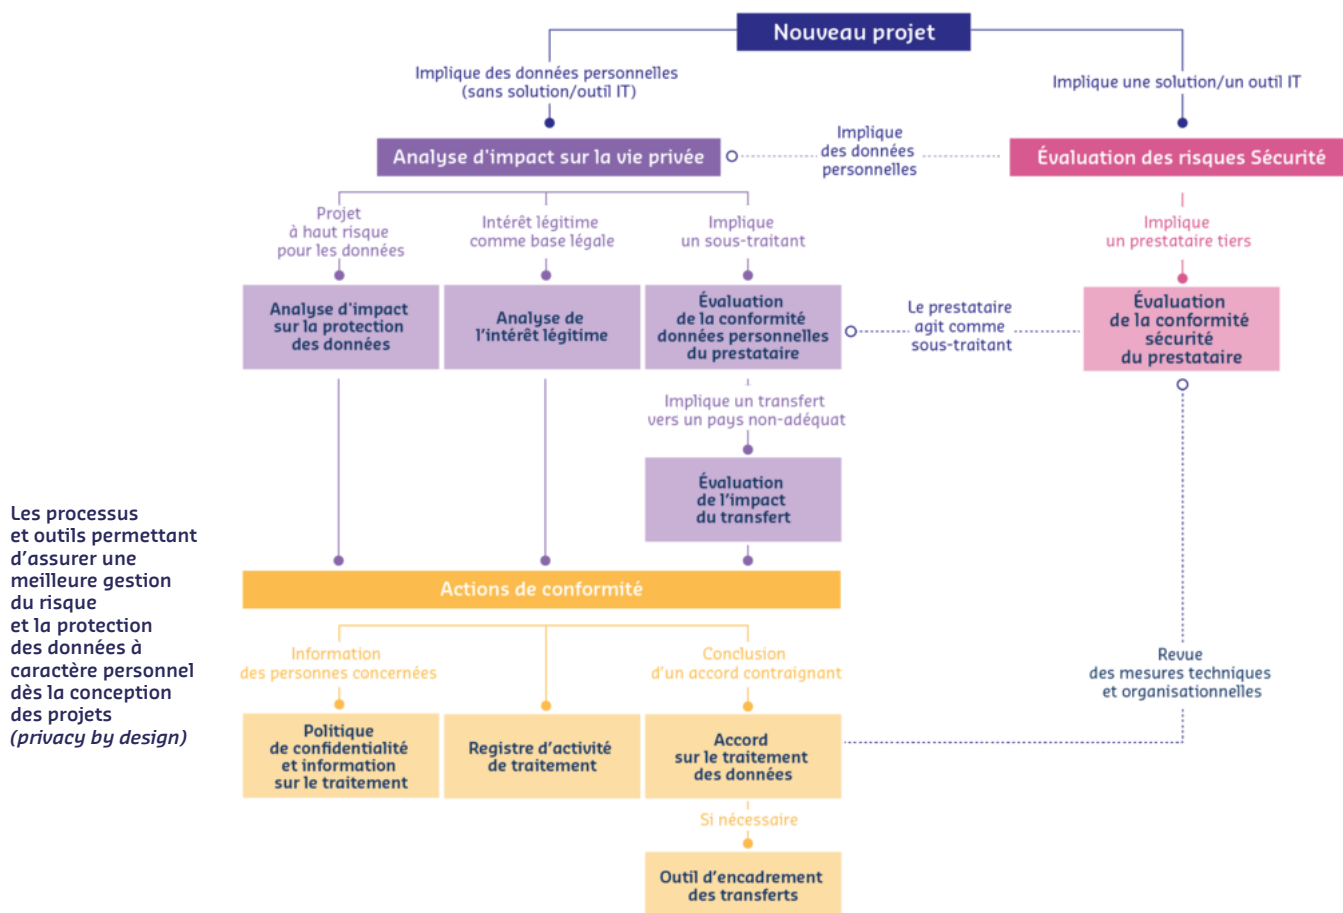 Nouveau projet
Implique des données personnelles
(sans solution/outil IT)
Implique une solution/un outil IT
Analyse d'impact sur la vie privée
Implique
des données
personnelles
Évaluation des risques Sécurité
Projet
à haut risque
pour les données
Intérêt légitime
comme base légale
Implique
un sous-traitant
Implique
un prestataire tiers
Analyse d'impact
sur la protection
des données
Analyse de
l'intérêt légitime
Évaluation
de la conformité
données personnelles
du prestataire
Le prestataire
agit comme
sous-traitant
Évaluation
de la conformité
sécurité
du prestataire
Implique un transfert
vers un pays non-adéquat
Évaluation
de l'impact
du transfert
Les processus
et outils permettant
d'assurer une
meilleure gestion
du risque
et la protection
des données à
caractère personnel
dès la conception
des projets
(privacy by design)
Actions de conformité
Information
des personnes concernées
Conclusion
d'un accord contraignant
Revue
des mesures techniques
et organisationnelles
Politique
de confidentialité
et information
sur le traitement
Registre d'activité
de traitement
Accord
sur le traitement
des données
Si nécessaire
Outil d'encadrement
des transferts